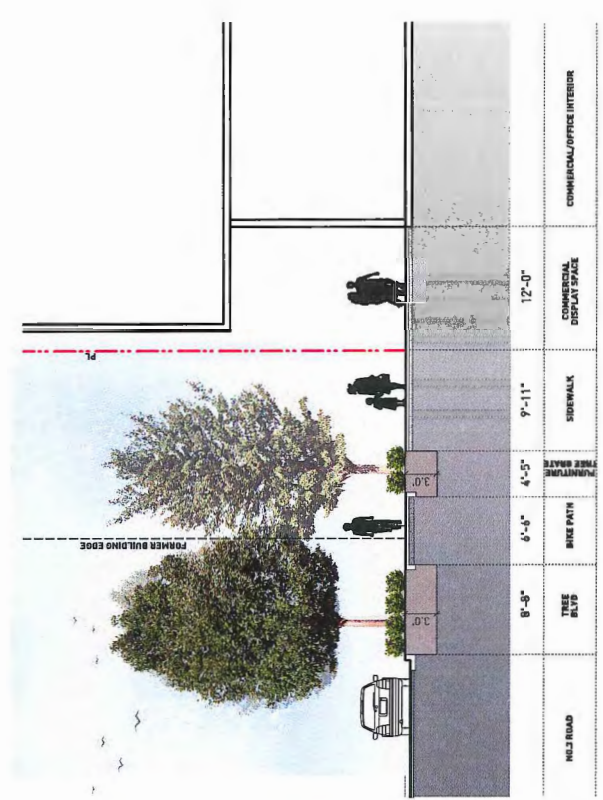 COMMERCIAL/OFFICE INTERIOR
12'-0"
COMMERCIAL
DISPLAY SPACE
PL
9'-11"
SIDEWALK
4'-5"
FURNITURE
TREE GRATE
3.0'
6'-6"
BIKE PATH
FORMER BUILDING EDGE
8'-8"
TREE
BLVD
3.0'
NO.3 ROAD